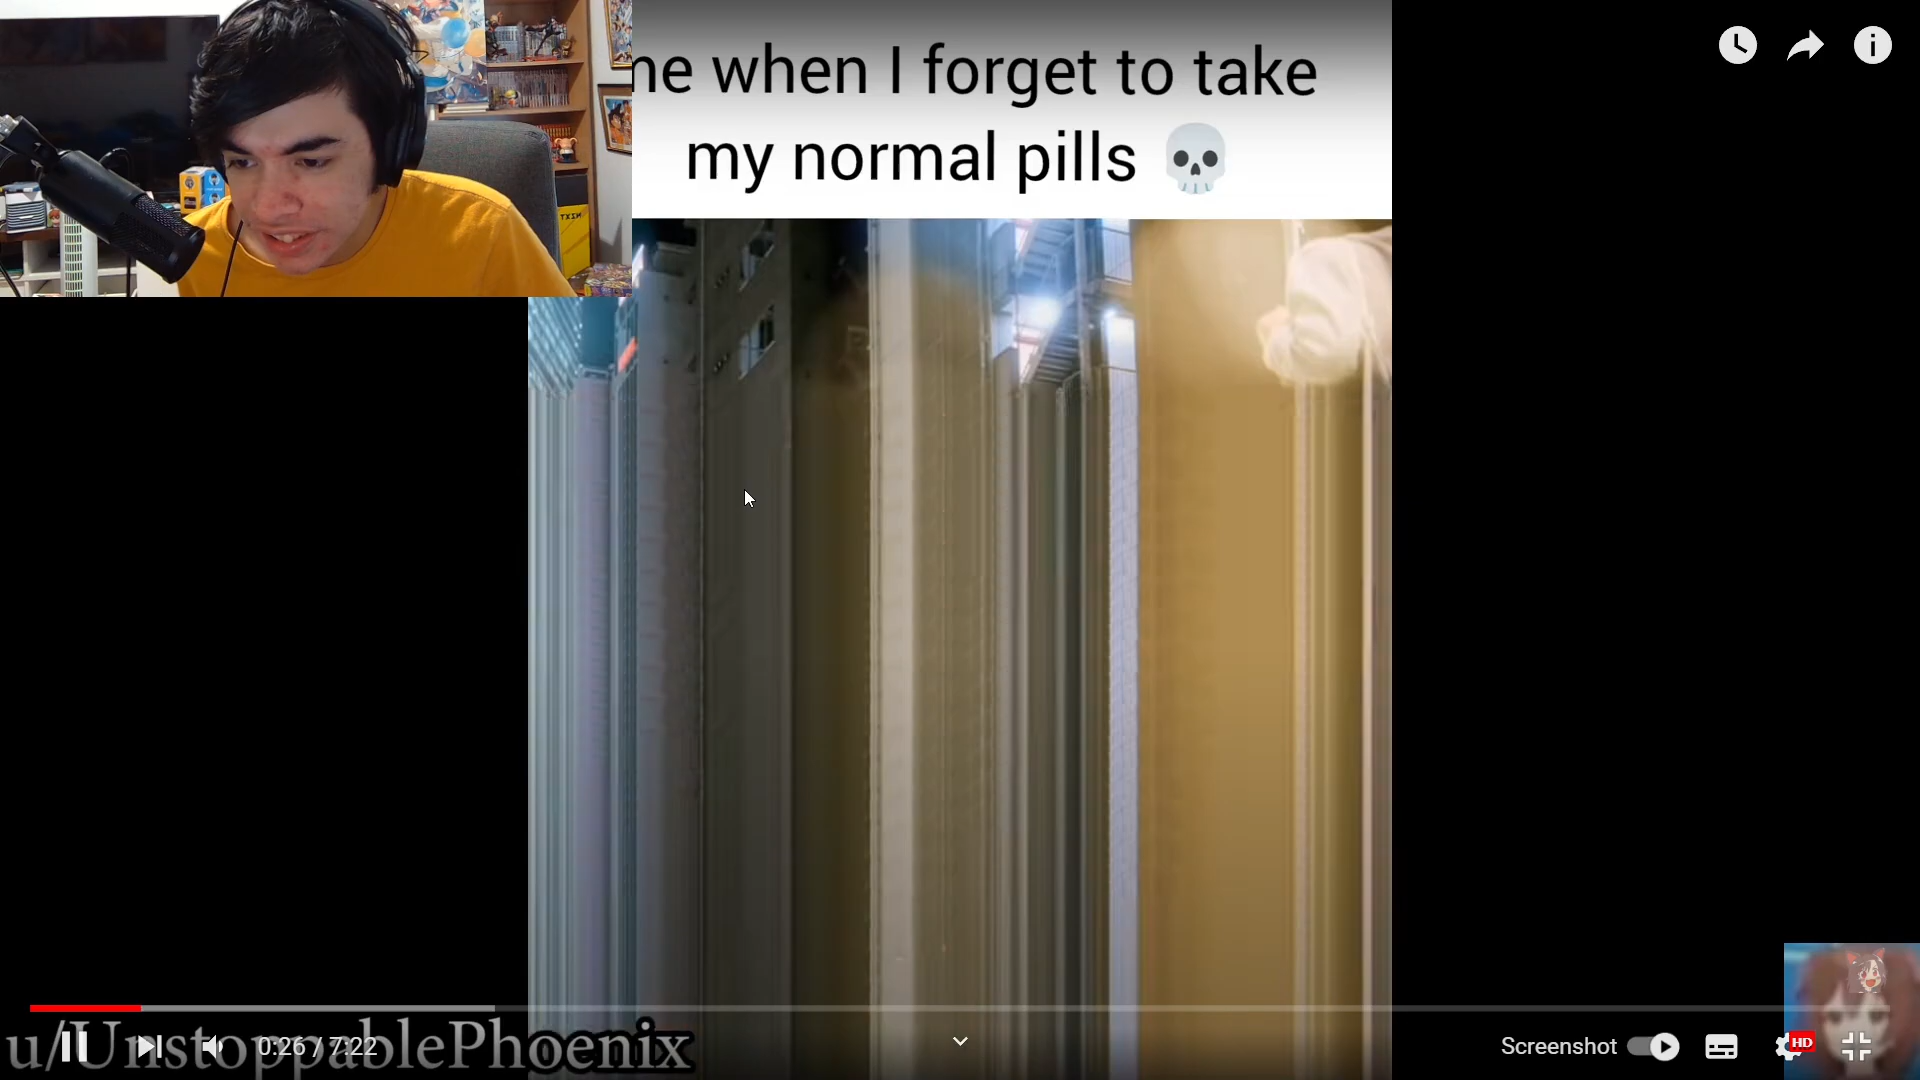 ne when I forget to take
my normal pills 💀
u/UnstoppablePhoenix
0:26 / 7:22
Screenshot
HD